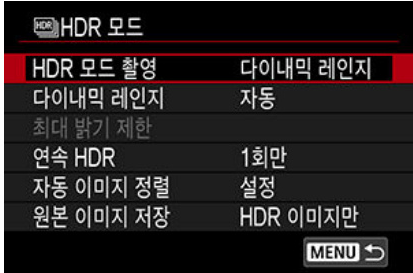 HDR HDR 모드
HDR 모드 촬영 다이내믹 레인지
다이내믹 레인지 자동
최대 밝기 제한
연속 HDR 1회만
자동 이미지 정렬 설정
원본 이미지 저장 HDR 이미지만
MENU